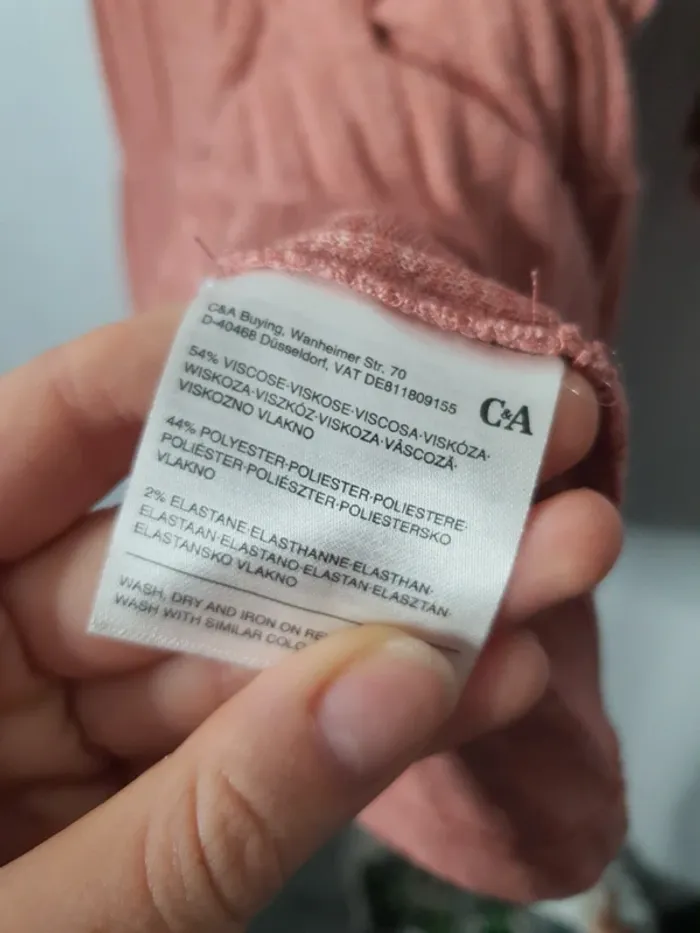 C&A Buying, Wanheimer Str. 70
D-40468 Düsseldorf, VAT DE811809155
C&A
54% VISCOSE·VISKOSE·VISCOSA·VISKÓZA·
WISKOZA·VISZKÓZ·VISKOZA·VÂSCOZĂ·
VISKOZNO VLAKNO
44% POLYESTER·POLIESTER·POLIESTERE·
POLIÉSTER·POLIÉSZTER·POLIESTERSKO
VLAKNO
2% ELASTANE·ELASTHANNE·ELASTHAN·
ELASTAAN·ELASTANO·ELASTAN·ELASZTÁN·
ELASTANSKO VLAKNO
WASH, DRY AND IRON ON
WASH WITH SIMILAR